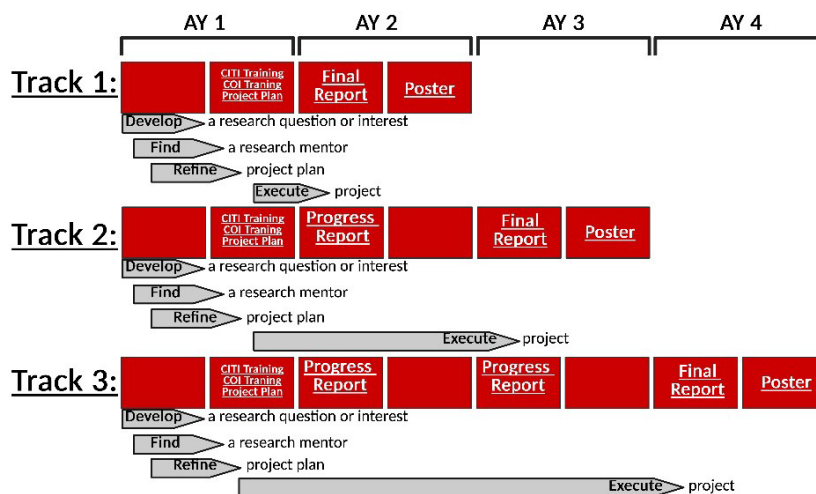 AY 1 AY 2 AY 3 AY 4
Track 1:
CITI Training
COI Traning
Project Plan
Final
Report
Poster
Develop a research question or interest
Find a research mentor
Refine project plan
Execute project
Track 2:
CITI Training
COI Traning
Project Plan
Progress
Report
Final
Report
Poster
Develop a research question or interest
Find a research mentor
Refine project plan
Execute project
Track 3:
CITI Training
COI Traning
Project Plan
Progress
Report
Progress
Report
Final
Report
Poster
Develop a research question or interest
Find a research mentor
Refine project plan
Execute project